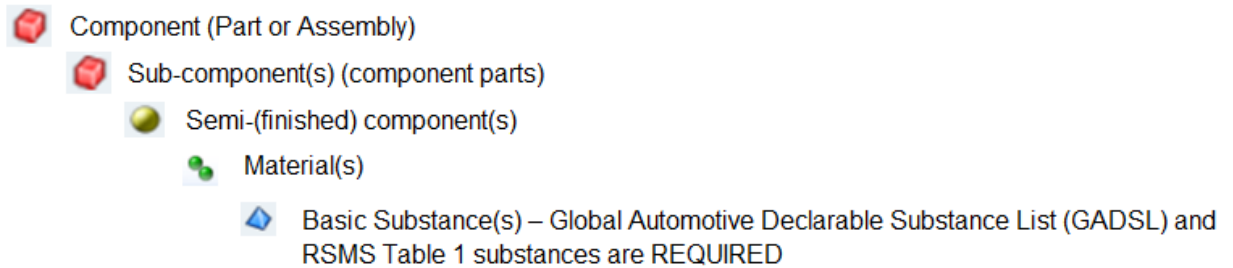 Component (Part or Assembly)
Sub-component(s) (component parts)
Semi-(finished) component(s)
Material(s)
Basic Substance(s) – Global Automotive Declarable Substance List (GADSL) and
RSMS Table 1 substances are REQUIRED